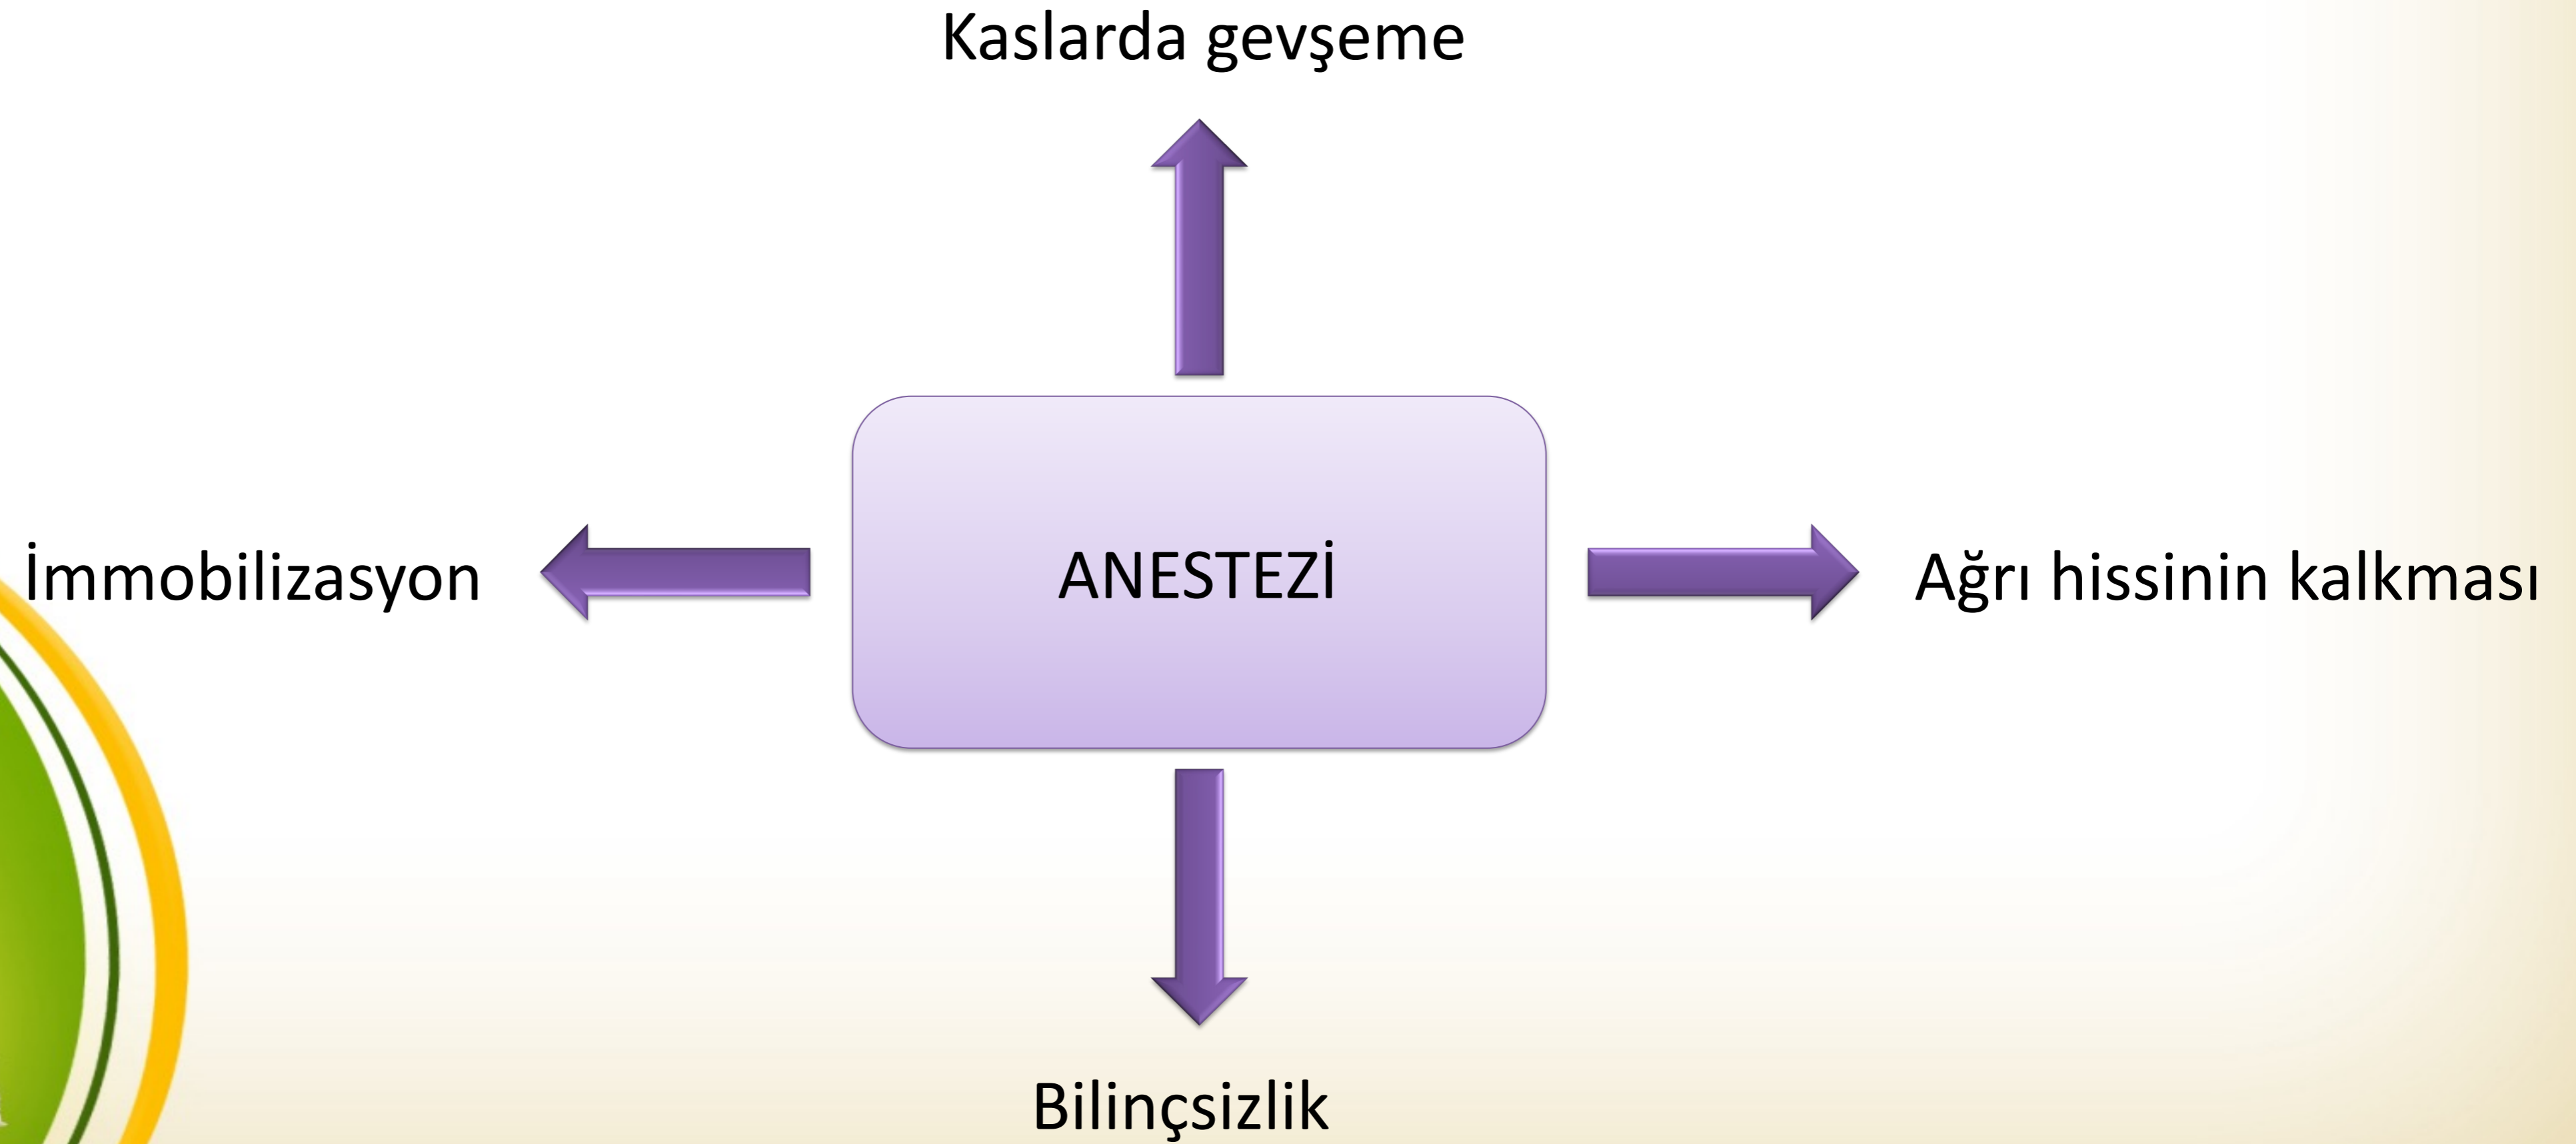 Kaslarda gevşeme
İmmobilizasyon
ANESTEZİ
Ağrı hissinin kalkması
Bilinçsizlik